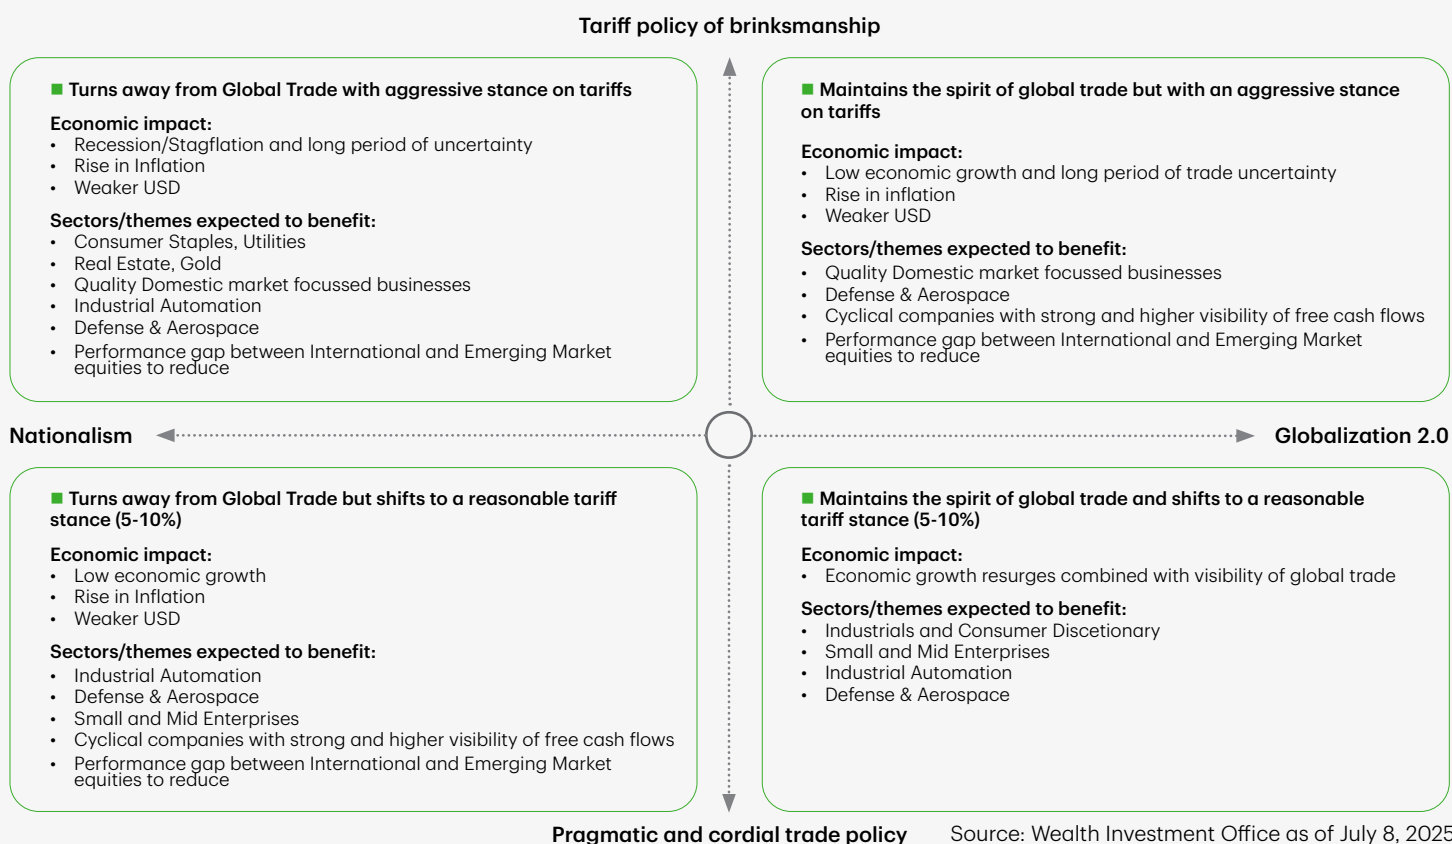 Tariff policy of brinksmanship
Turns away from Global Trade with aggressive stance on tariffs
Economic impact:
• Recession/Stagflation and long period of uncertainty
• Rise in Inflation
• Weaker USD
Sectors/themes expected to benefit:
• Consumer Staples, Utilities
• Real Estate, Gold
• Quality Domestic market focussed businesses
• Industrial Automation
• Defense & Aerospace
• Performance gap between International and Emerging Market
equities to reduce
Maintains the spirit of global trade but with an aggressive stance
on tariffs
Economic impact:
• Low economic growth and long period of trade uncertainty
• Rise in inflation
• Weaker USD
Sectors/themes expected to benefit:
• Quality Domestic market focussed businesses
• Defense & Aerospace
• Cyclical companies with strong and higher visibility of free cash flows
• Performance gap between International and Emerging Market
equities to reduce
Nationalism
Globalization 2.0
Turns away from Global Trade but shifts to a reasonable tariff
stance (5-10%)
Economic impact:
• Low economic growth
• Rise in Inflation
• Weaker USD
Sectors/themes expected to benefit:
• Industrial Automation
• Defense & Aerospace
• Small and Mid Enterprises
• Cyclical companies with strong and higher visibility of free cash flows
• Performance gap between International and Emerging Market
equities to reduce
Maintains the spirit of global trade and shifts to a reasonable
tariff stance (5-10%)
Economic impact:
• Economic growth resurges combined with visibility of global trade
Sectors/themes expected to benefit:
• Industrials and Consumer Discetionary
• Small and Mid Enterprises
• Industrial Automation
• Defense & Aerospace
Pragmatic and cordial trade policy
Source: Wealth Investment Office as of July 8, 2025